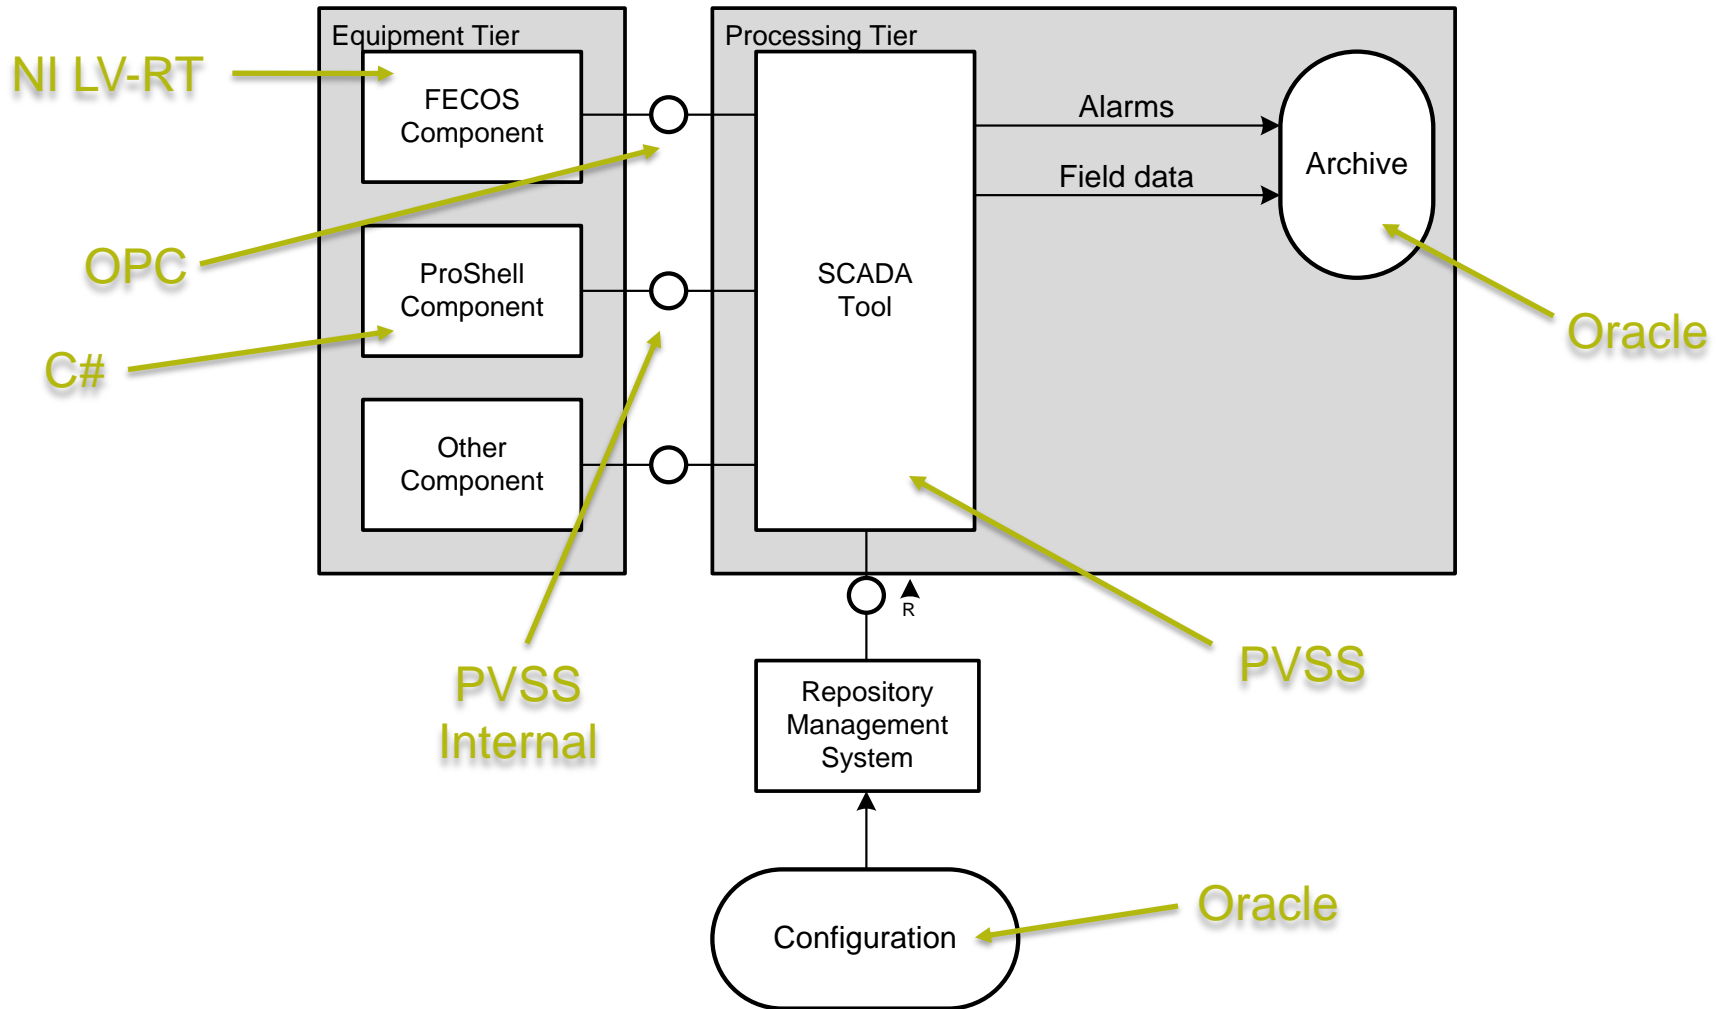 Equipment Tier
Processing Tier
NI LV-RT
FECOS
Component
Alarms
Archive
Field data
OPC
ProShell
Component
SCADA
Tool
Oracle
C#
Other
Component
R
PVSS
Internal
PVSS
Repository
Management
System
Oracle
Configuration